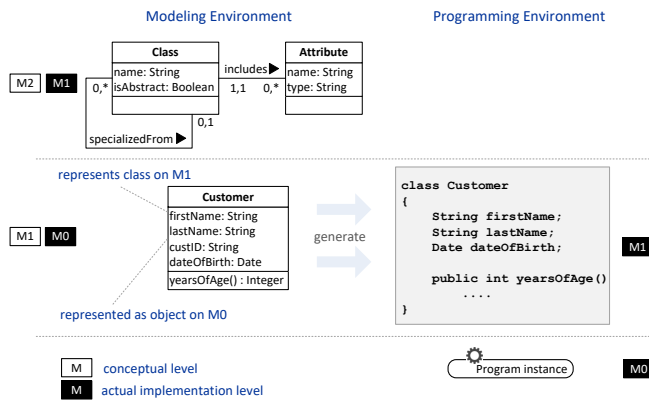 Modeling Environment
Programming Environment
Class
Attribute
name: String
isAbstract: Boolean
includes
name: String
type: String
M2 M1
0,*
1,1
0,*
0,1
specializedFrom
represents class on M1
Customer
firstName: String
lastName: String
custID: String
dateOfBirth: Date
yearsOfAge() : Integer
M1 M0
generate
class Customer
{
String firstName;
String lastName;
Date dateOfBirth;
public int yearsOfAge()
....
}
M1
represented as object on M0
M conceptual level
M actual implementation level
Program instance
M0